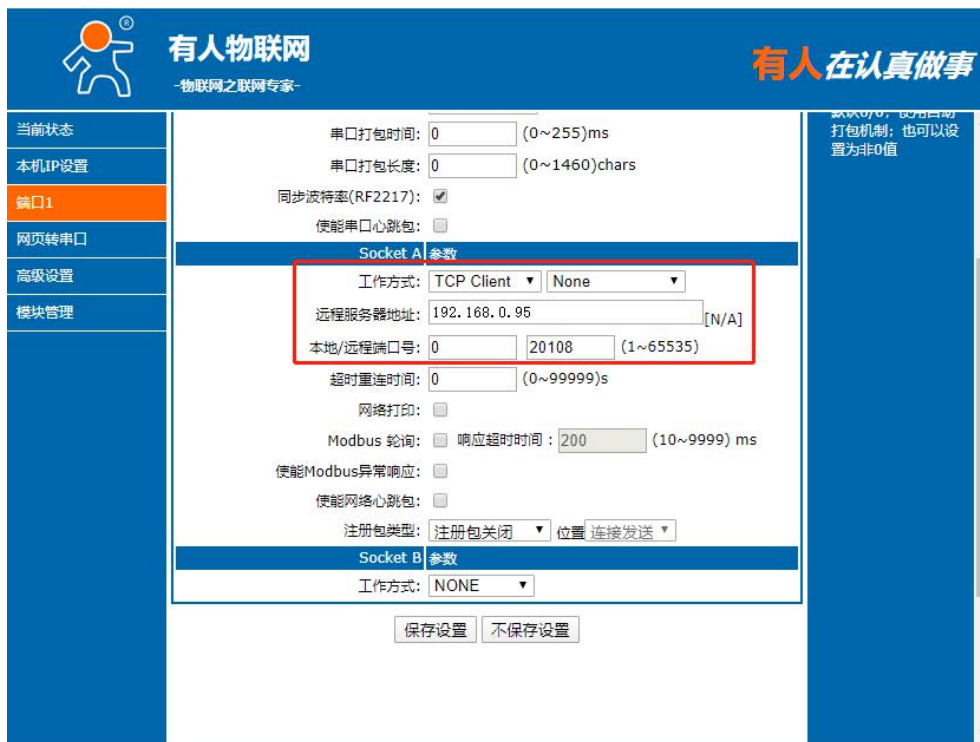 ®
有人物联网
-物联网之联网专家-
有人在认真做事
当前状态
本机IP设置
端口1
网页转串口
高级设置
模块管理
串口打包时间: 0 (0~255)ms
串口打包长度: 0 (0~1460)chars
同步波特率(RF2217):
使能串口心跳包:
Socket A 参数
工作方式: TCP Client None
远程服务器地址: 192.168.0.95 [N/A]
本地/远程端口号: 0 20108 (1~65535)
超时重连时间: 0 (0~99999)s
网络打印:
Modbus 轮询: 响应超时时间: 200 (10~9999) ms
使能Modbus异常响应:
使能网络心跳包:
注册包类型: 注册包关闭 位置 连接发送
Socket B 参数
工作方式: NONE
保存设置 不保存设置
默认0/0, 使用自动
打包机制; 也可以设
置为非0值